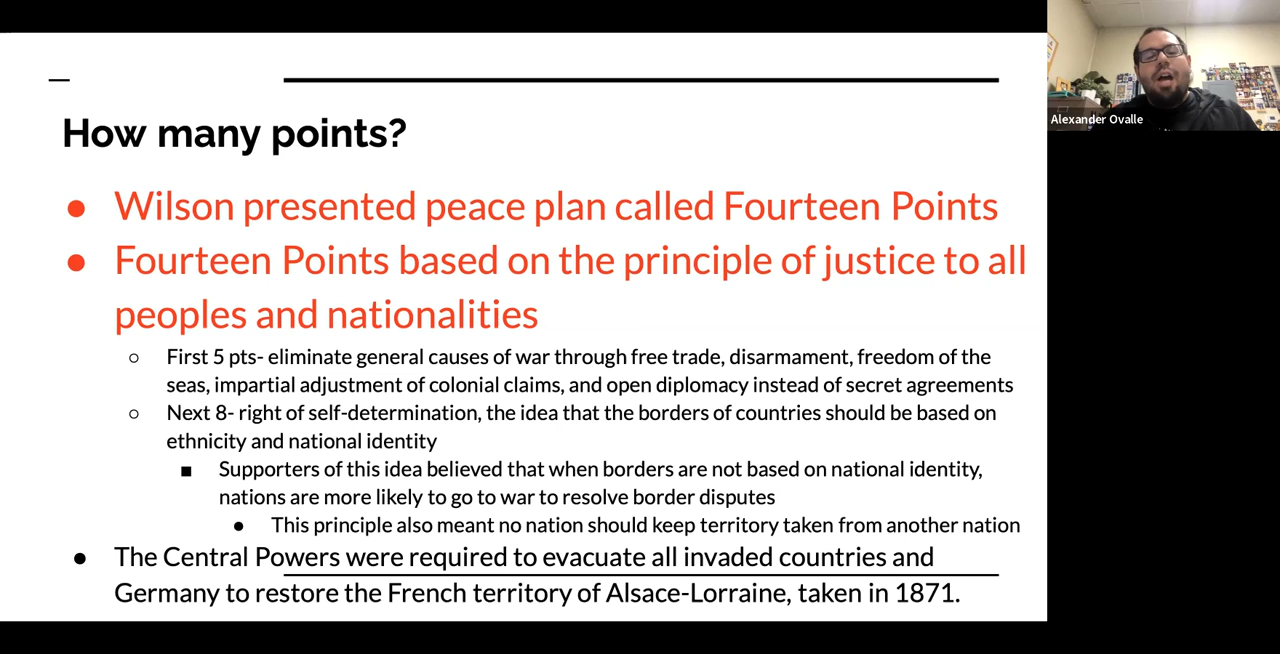 How many points?
● Wilson presented peace plan called Fourteen Points
● Fourteen Points based on the principle of justice to all
peoples and nationalities
○ First 5 pts- eliminate general causes of war through free trade, disarmament, freedom of the
seas, impartial adjustment of colonial claims, and open diplomacy instead of secret agreements
○ Next 8- right of self-determination, the idea that the borders of countries should be based on
ethnicity and national identity
■ Supporters of this idea believed that when borders are not based on national identity,
nations are more likely to go to war to resolve border disputes
● This principle also meant no nation should keep territory taken from another nation
● The Central Powers were required to evacuate all invaded countries and
Germany to restore the French territory of Alsace-Lorraine, taken in 1871.
Alexander Ovalle